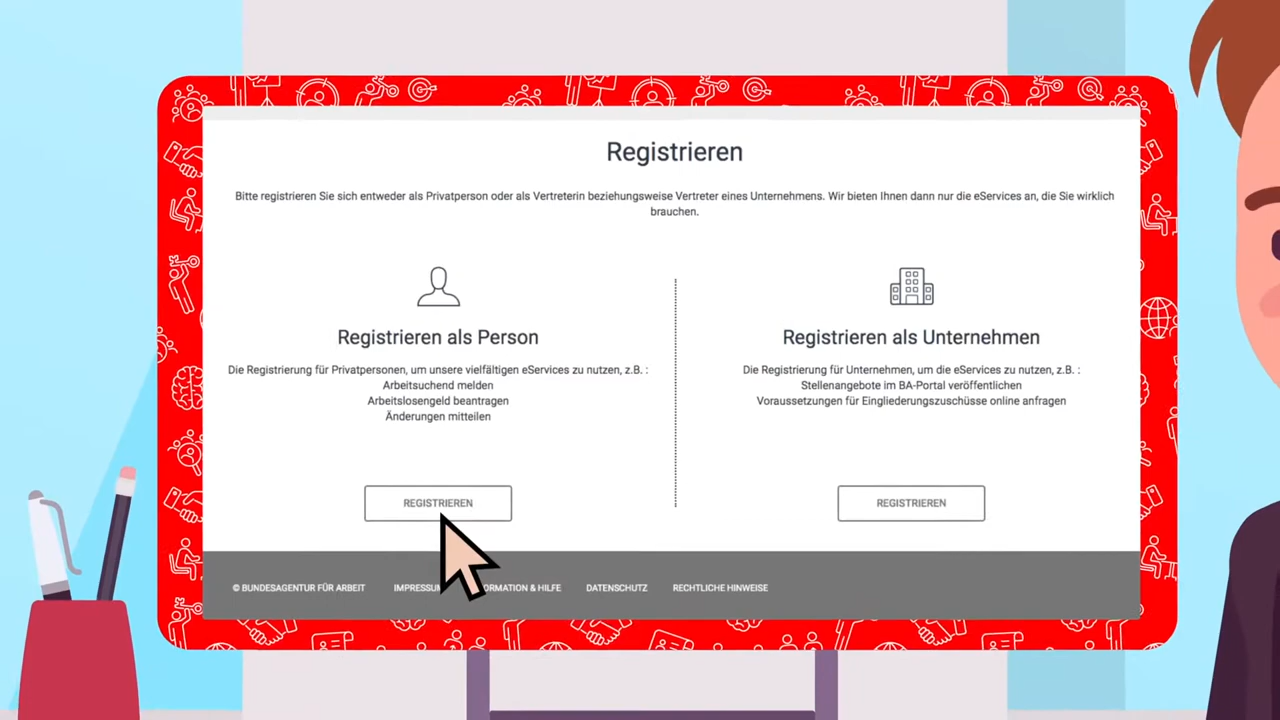 Registrieren
Bitte registrieren Sie sich entweder als Privatperson oder als Vertreterin beziehungsweise Vertreter eines Unternehmens. Wir bieten Ihnen dann nur die eServices an, die Sie wirklich
brauchen.
Registrieren als Person
Die Registrierung für Privatpersonen, um unsere vielfältigen eServices zu nutzen, z.B. :
Arbeitsuchend melden
Arbeitslosengeld beantragen
Änderungen mitteilen
REGISTRIEREN
Registrieren als Unternehmen
Die Registrierung für Unternehmen, um die eServices zu nutzen, z.B. :
Stellenangebote im BA-Portal veröffentlichen
Voraussetzungen für Eingliederungszuschüsse online anfragen
REGISTRIEREN
© BUNDESAGENTUR FÜR ARBEIT IMPRESSUM ORMATION & HILFE DATENSCHUTZ RECHTLICHE HINWEISE